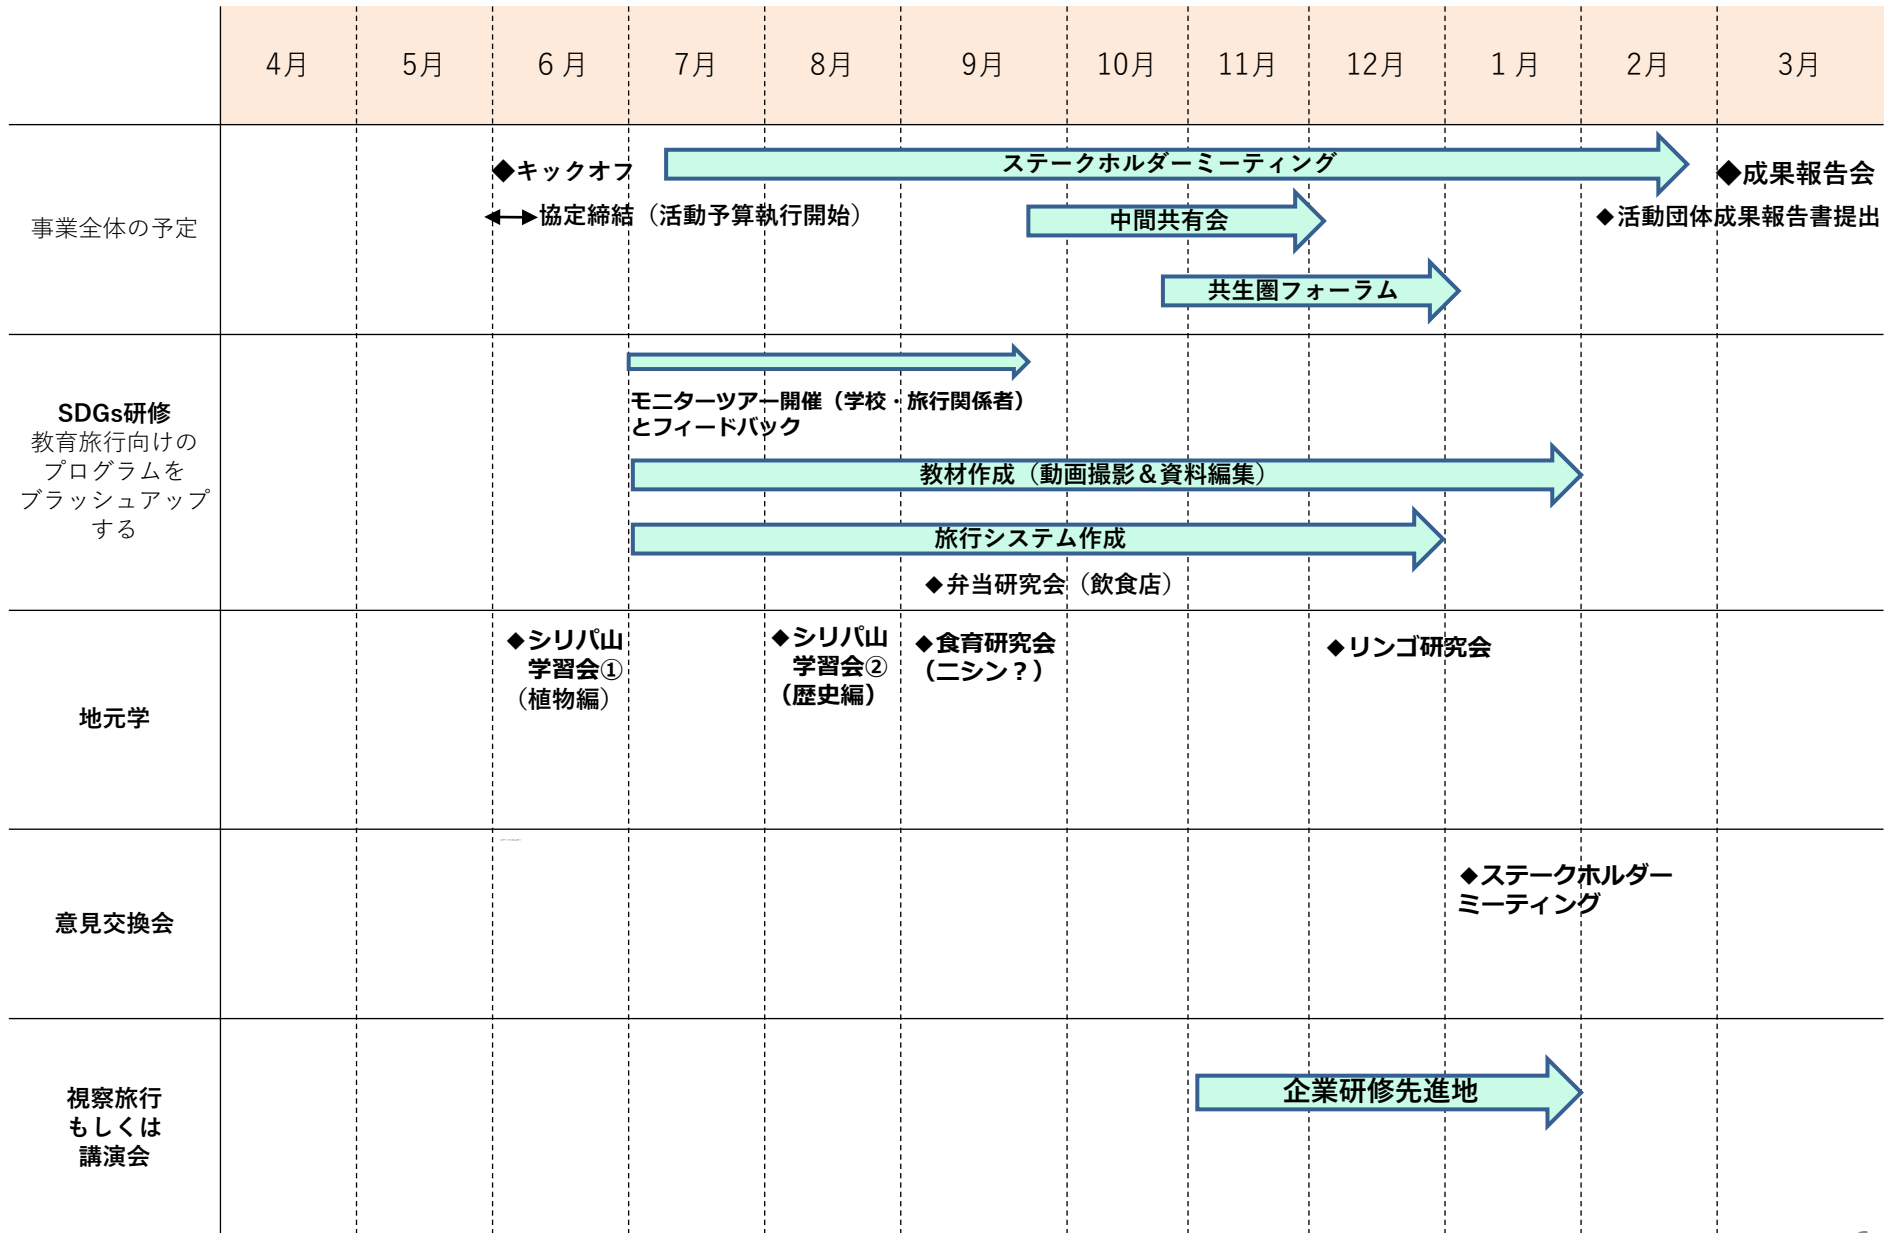 4月 5月 6 月 7月 8月 9月 10月 11月 12月 1 月 2月 3月
事業全体の予定
◆キックオフ
ステークホルダーミーティング
◆成果報告会
協定締結（活動予算執行開始）
中間共有会
◆活動団体成果報告書提出
共生圏フォーラム
SDGs研修
教育旅行向けの
プログラムを
ブラッシュアップ
する
モニターツアー開催（学校・旅行関係者）
とフィードバック
教材作成（動画撮影＆資料編集）
旅行システム作成
◆弁当研究会（飲食店）
地元学
◆シリパ山
学習会①
（植物編）
◆シリパ山
学習会②
（歴史編）
◆食育研究会
（ニシン？）
◆リンゴ研究会
意見交換会
◆ステークホルダー
ミーティング
視察旅行
もしくは
講演会
企業研修先進地